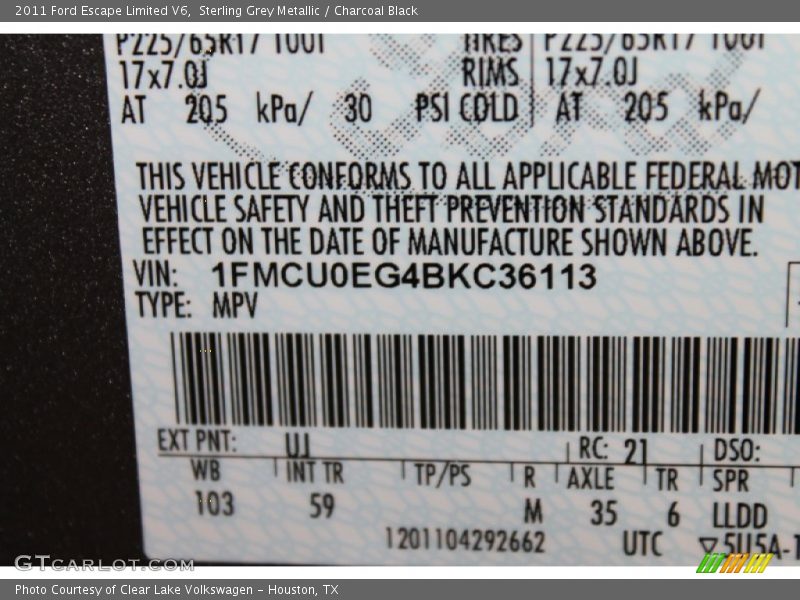 2011 Ford Escape Limited V6, Sterling Grey Metallic / Charcoal Black
P225/65R17 100T TIRES P225/65R17 100T
17x7.0J RIMS 17x7.0J
AT 205 kPa/ 30 PSI COLD AT 205 kPa/
THIS VEHICLE CONFORMS TO ALL APPLICABLE FEDERAL MOT
VEHICLE SAFETY AND THEFT PREVENTION STANDARDS IN
EFFECT ON THE DATE OF MANUFACTURE SHOWN ABOVE.
VIN: 1FMCU0EG4BKC36113
TYPE: MPV
EXT PNT: UJ RC: 21 DSO:
WB INT TR TP/PS R AXLE TR SPR
103 59 M 35 6 LLDD
1201104292662 UTC ▽5U5A-1
GTCARLOT.COM
Photo Courtesy of Clear Lake Volkswagen – Houston, TX